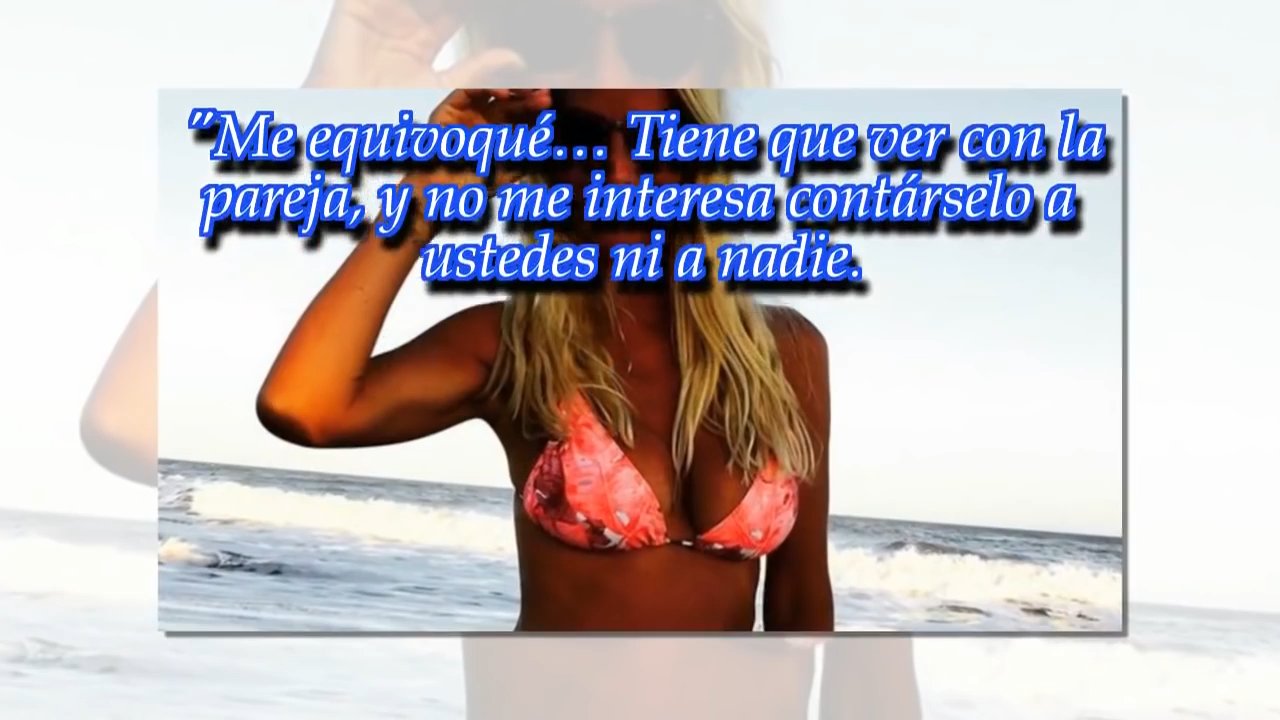 "Me equivoqué... Tiene que ver con la
pareja, y no me interesa contárselo a
ustedes ni a nadie.